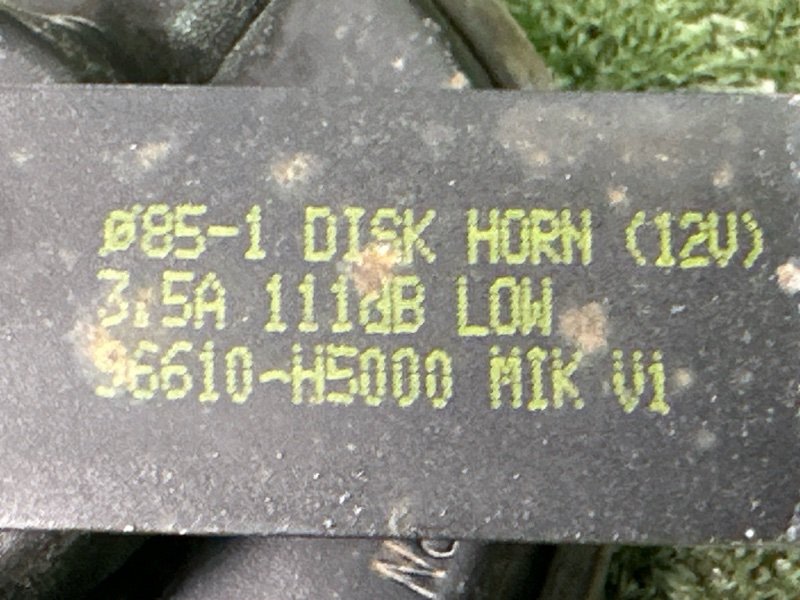 Ø85-1 DISK HORN (12V)
3.5A 111dB LOW
96610-H5000 MIK V1